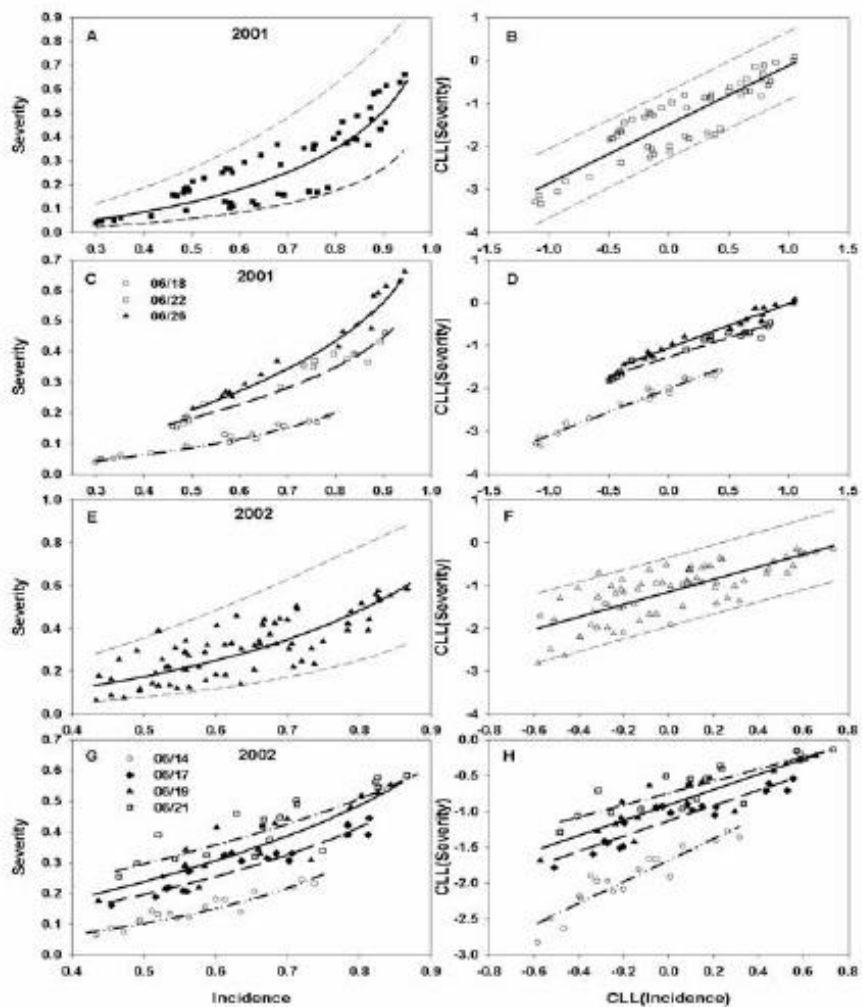 A 2001
Severity
0.9
0.8
0.7
0.6
0.5
0.4
0.3
0.2
0.1
0.0
0.3 0.4 0.5 0.6 0.7 0.8 0.9 1.0
B
CLL(Severity)
1
0
-1
-2
-3
-4
-1.5 -1.0 -0.5 0.0 0.5 1.0 1.5
C 2001
06/18
06/22
06/26
Severity
0.7
0.6
0.5
0.4
0.3
0.2
0.1
0.0
0.3 0.4 0.5 0.6 0.7 0.8 0.9 1.0
D
CLL(Severity)
1
0
-1
-2
-3
-4
-1.5 -1.0 -0.5 0.0 0.5 1.0 1.5
E 2002
Severity
1.0
0.8
0.6
0.4
0.2
0.0
0.4 0.5 0.6 0.7 0.8 0.9
F
CLL(Severity)
1
0
-1
-2
-3
-4
-0.8 -0.6 -0.4 -0.2 0.0 0.2 0.4 0.6 0.8
G 2002
06/14
06/17
06/19
06/21
Severity
0.7
0.6
0.5
0.4
0.3
0.2
0.1
0.0
0.4 0.5 0.6 0.7 0.8 0.9
Incidence
H
CLL(Severity)
0.0
-0.5
-1.0
-1.5
-2.0
-2.5
-3.0
-0.8 -0.6 -0.4 -0.2 0.0 0.2 0.4 0.6 0.8
CLL(Incidence)